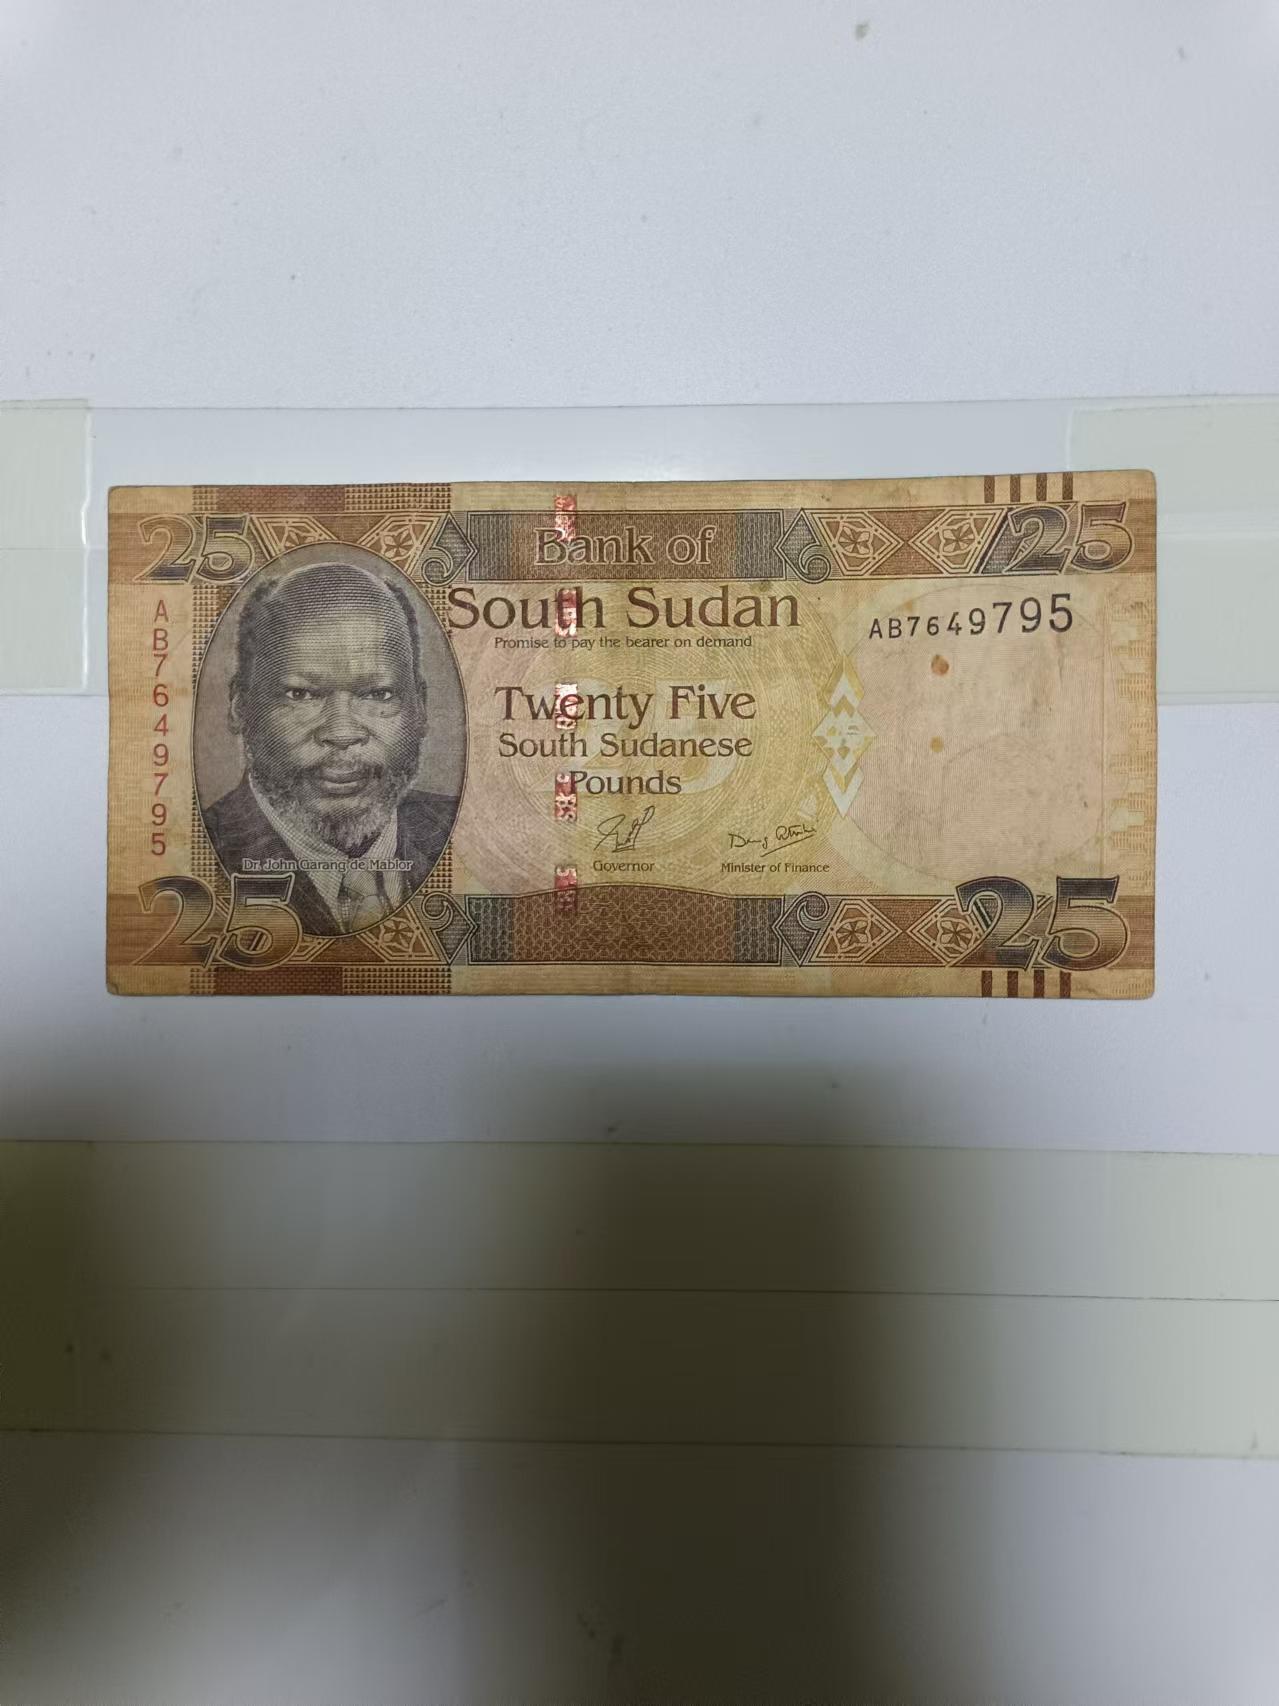 25
Bank of
25
South Sudan
Promise to pay the bearer on demand
AB7649795
AB7649795
Twenty Five
South Sudanese
Pounds
Dr. John Garang de Mabior
Governor
Minister of Finance
25
25